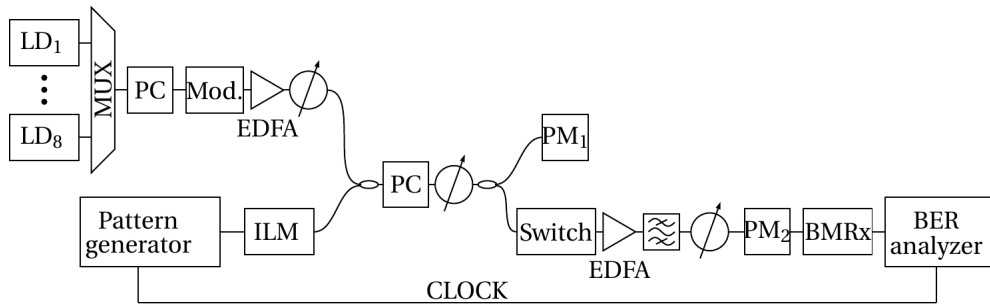 LD1
LD8
MUX
PC
Mod.
EDFA
PM1
PC
Pattern
generator
ILM
Switch
EDFA
PM2
BMRx
BER
analyzer
CLOCK